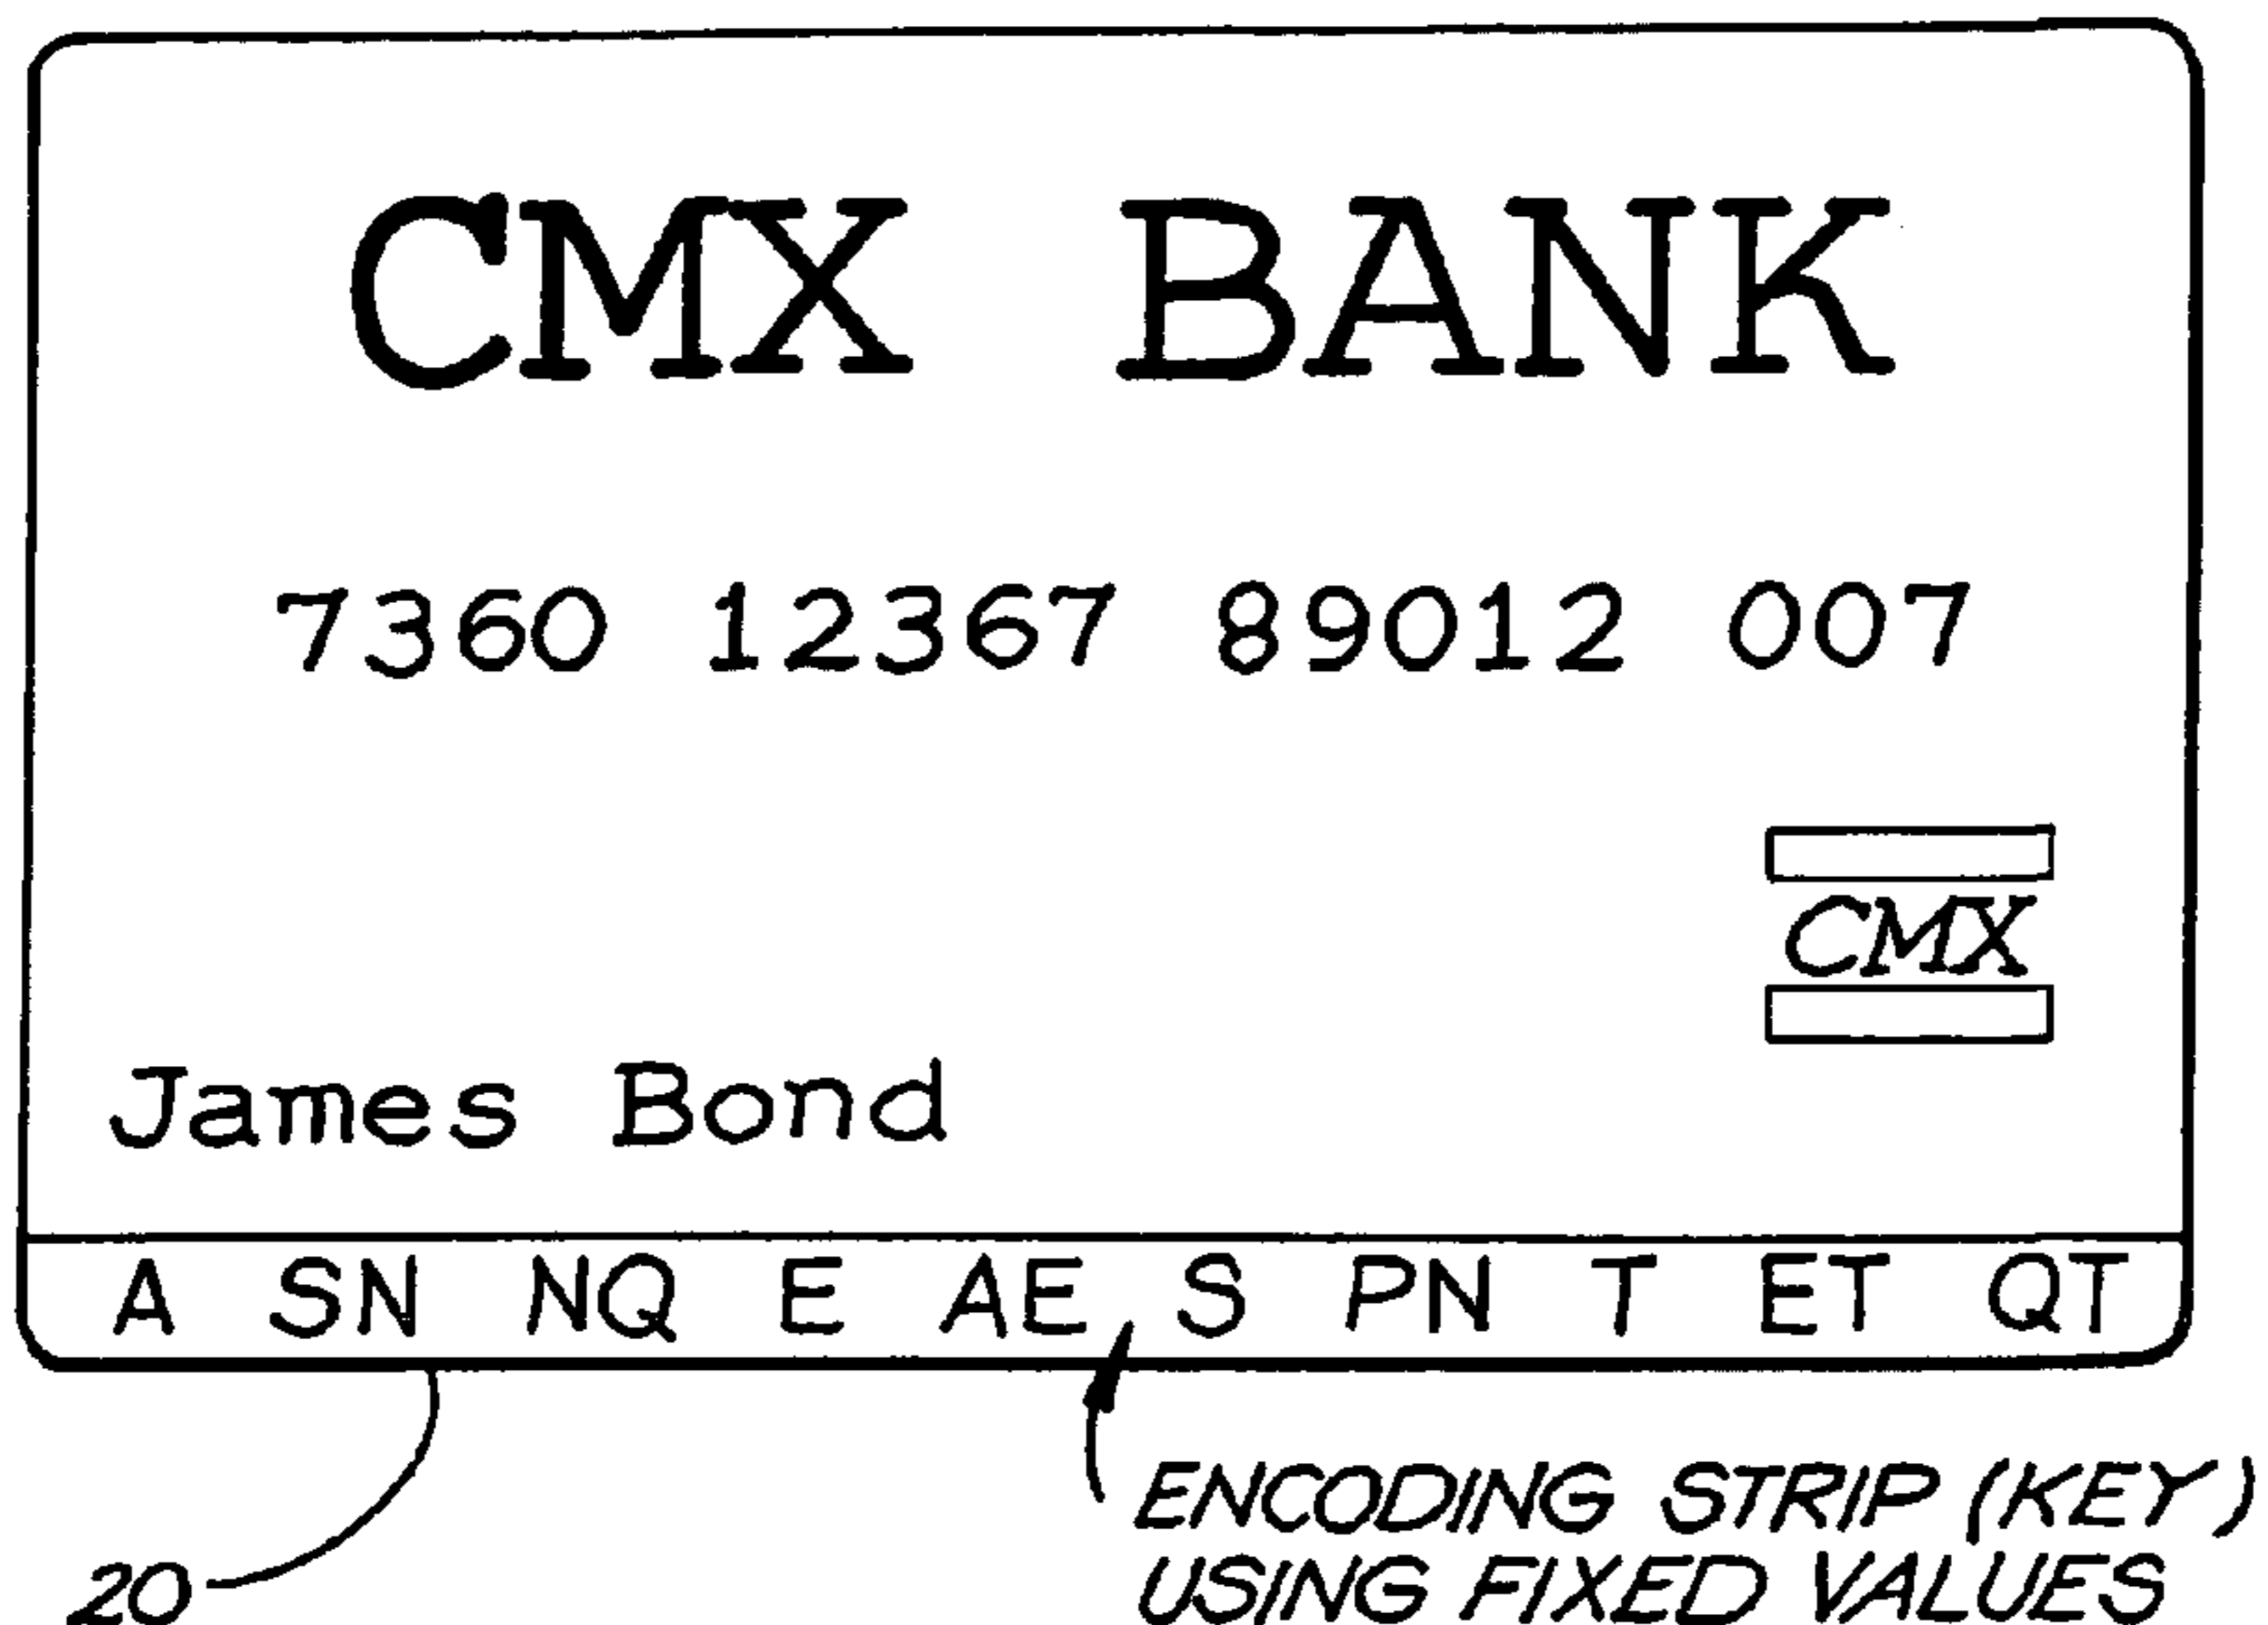 CMX BANK
7360 12367 89012 007
CMX
James Bond
A SN NQ E AE S PN T ET QT
20
ENCODING STRIP (KEY)
USING FIXED VALUES